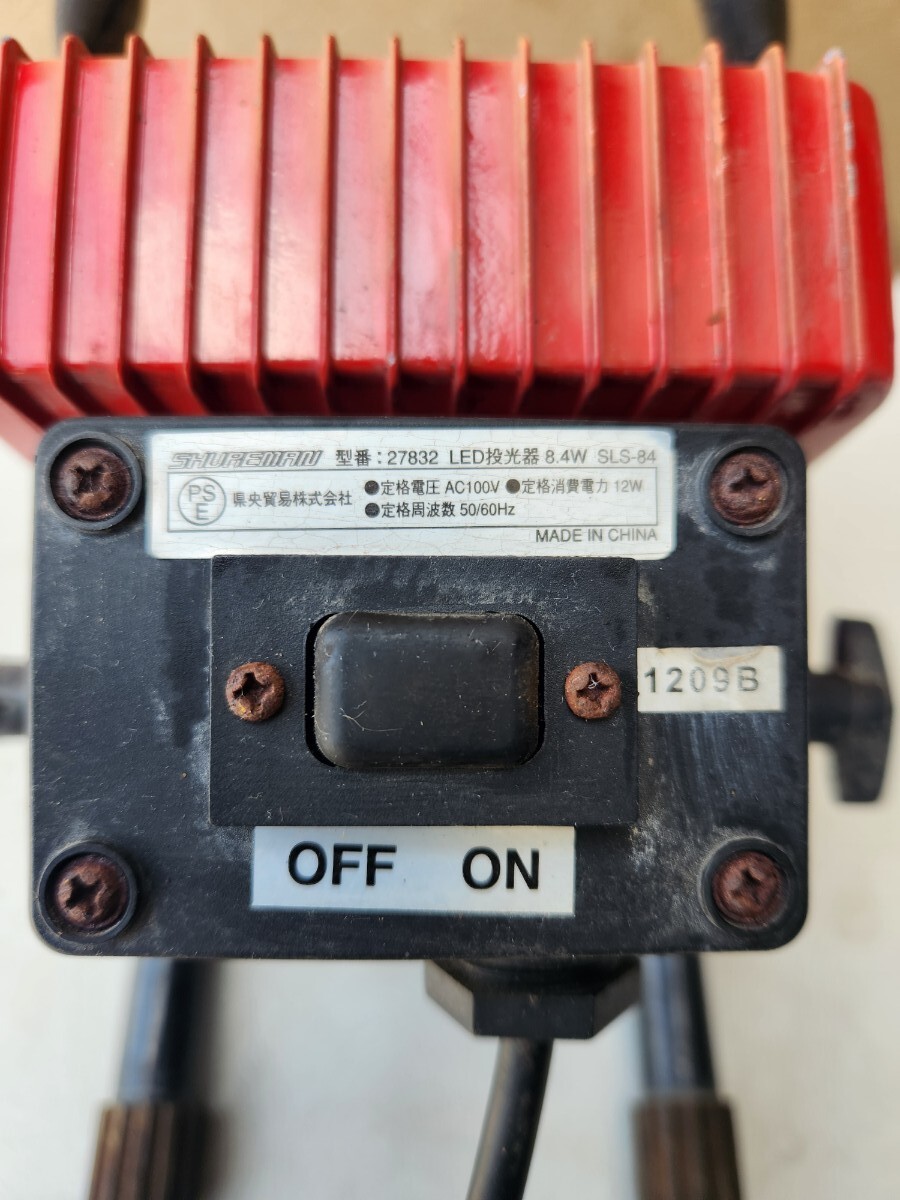 SHUREMAN 型番：27832 LED投光器 8.4W SLS-84
PS
E
県央貿易株式会社
●定格電圧 AC100V ●定格消費電力 12W
●定格周波数 50/60Hz
MADE IN CHINA
1209B
OFF ON